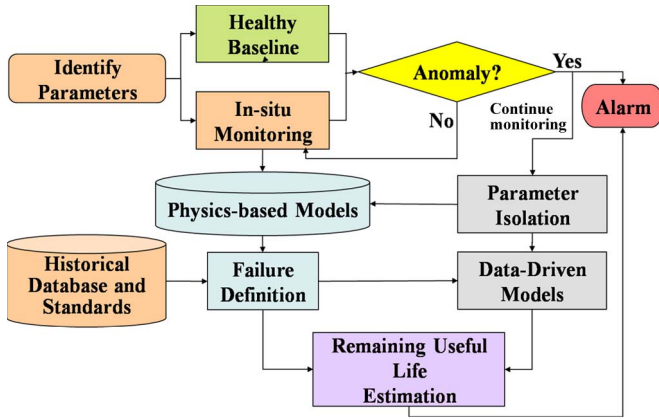 Healthy
Baseline
Identify
Parameters
Anomaly?
Yes
Alarm
In-situ
Monitoring
No
Continue
monitoring
Physics-based Models
Parameter
Isolation
Historical
Database and
Standards
Failure
Definition
Data-Driven
Models
Remaining Useful
Life
Estimation